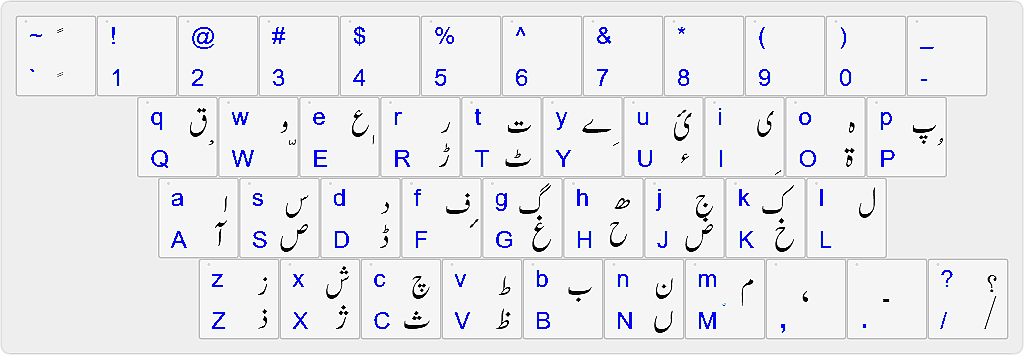 ~ ! @ # $ % ^ & * ( ) _
` 1 2 3 4 5 6 7 8 9 0 -
q ق w و e ع r ر t ت y ے u ئ i ی o ہ p پ
Q W E R ڑ T ٹ Y U ء I O ۃ P
a ا s س d د f ف g گ h ھ j ج k ک l ل
A آ S ص D ڈ F G غ H ح J ض K خ L
z ز x ش c چ v ط b ب n ن m م ، ۔ ? ؟
Z ذ X ژ C ث V ظ B N ں M , . / /